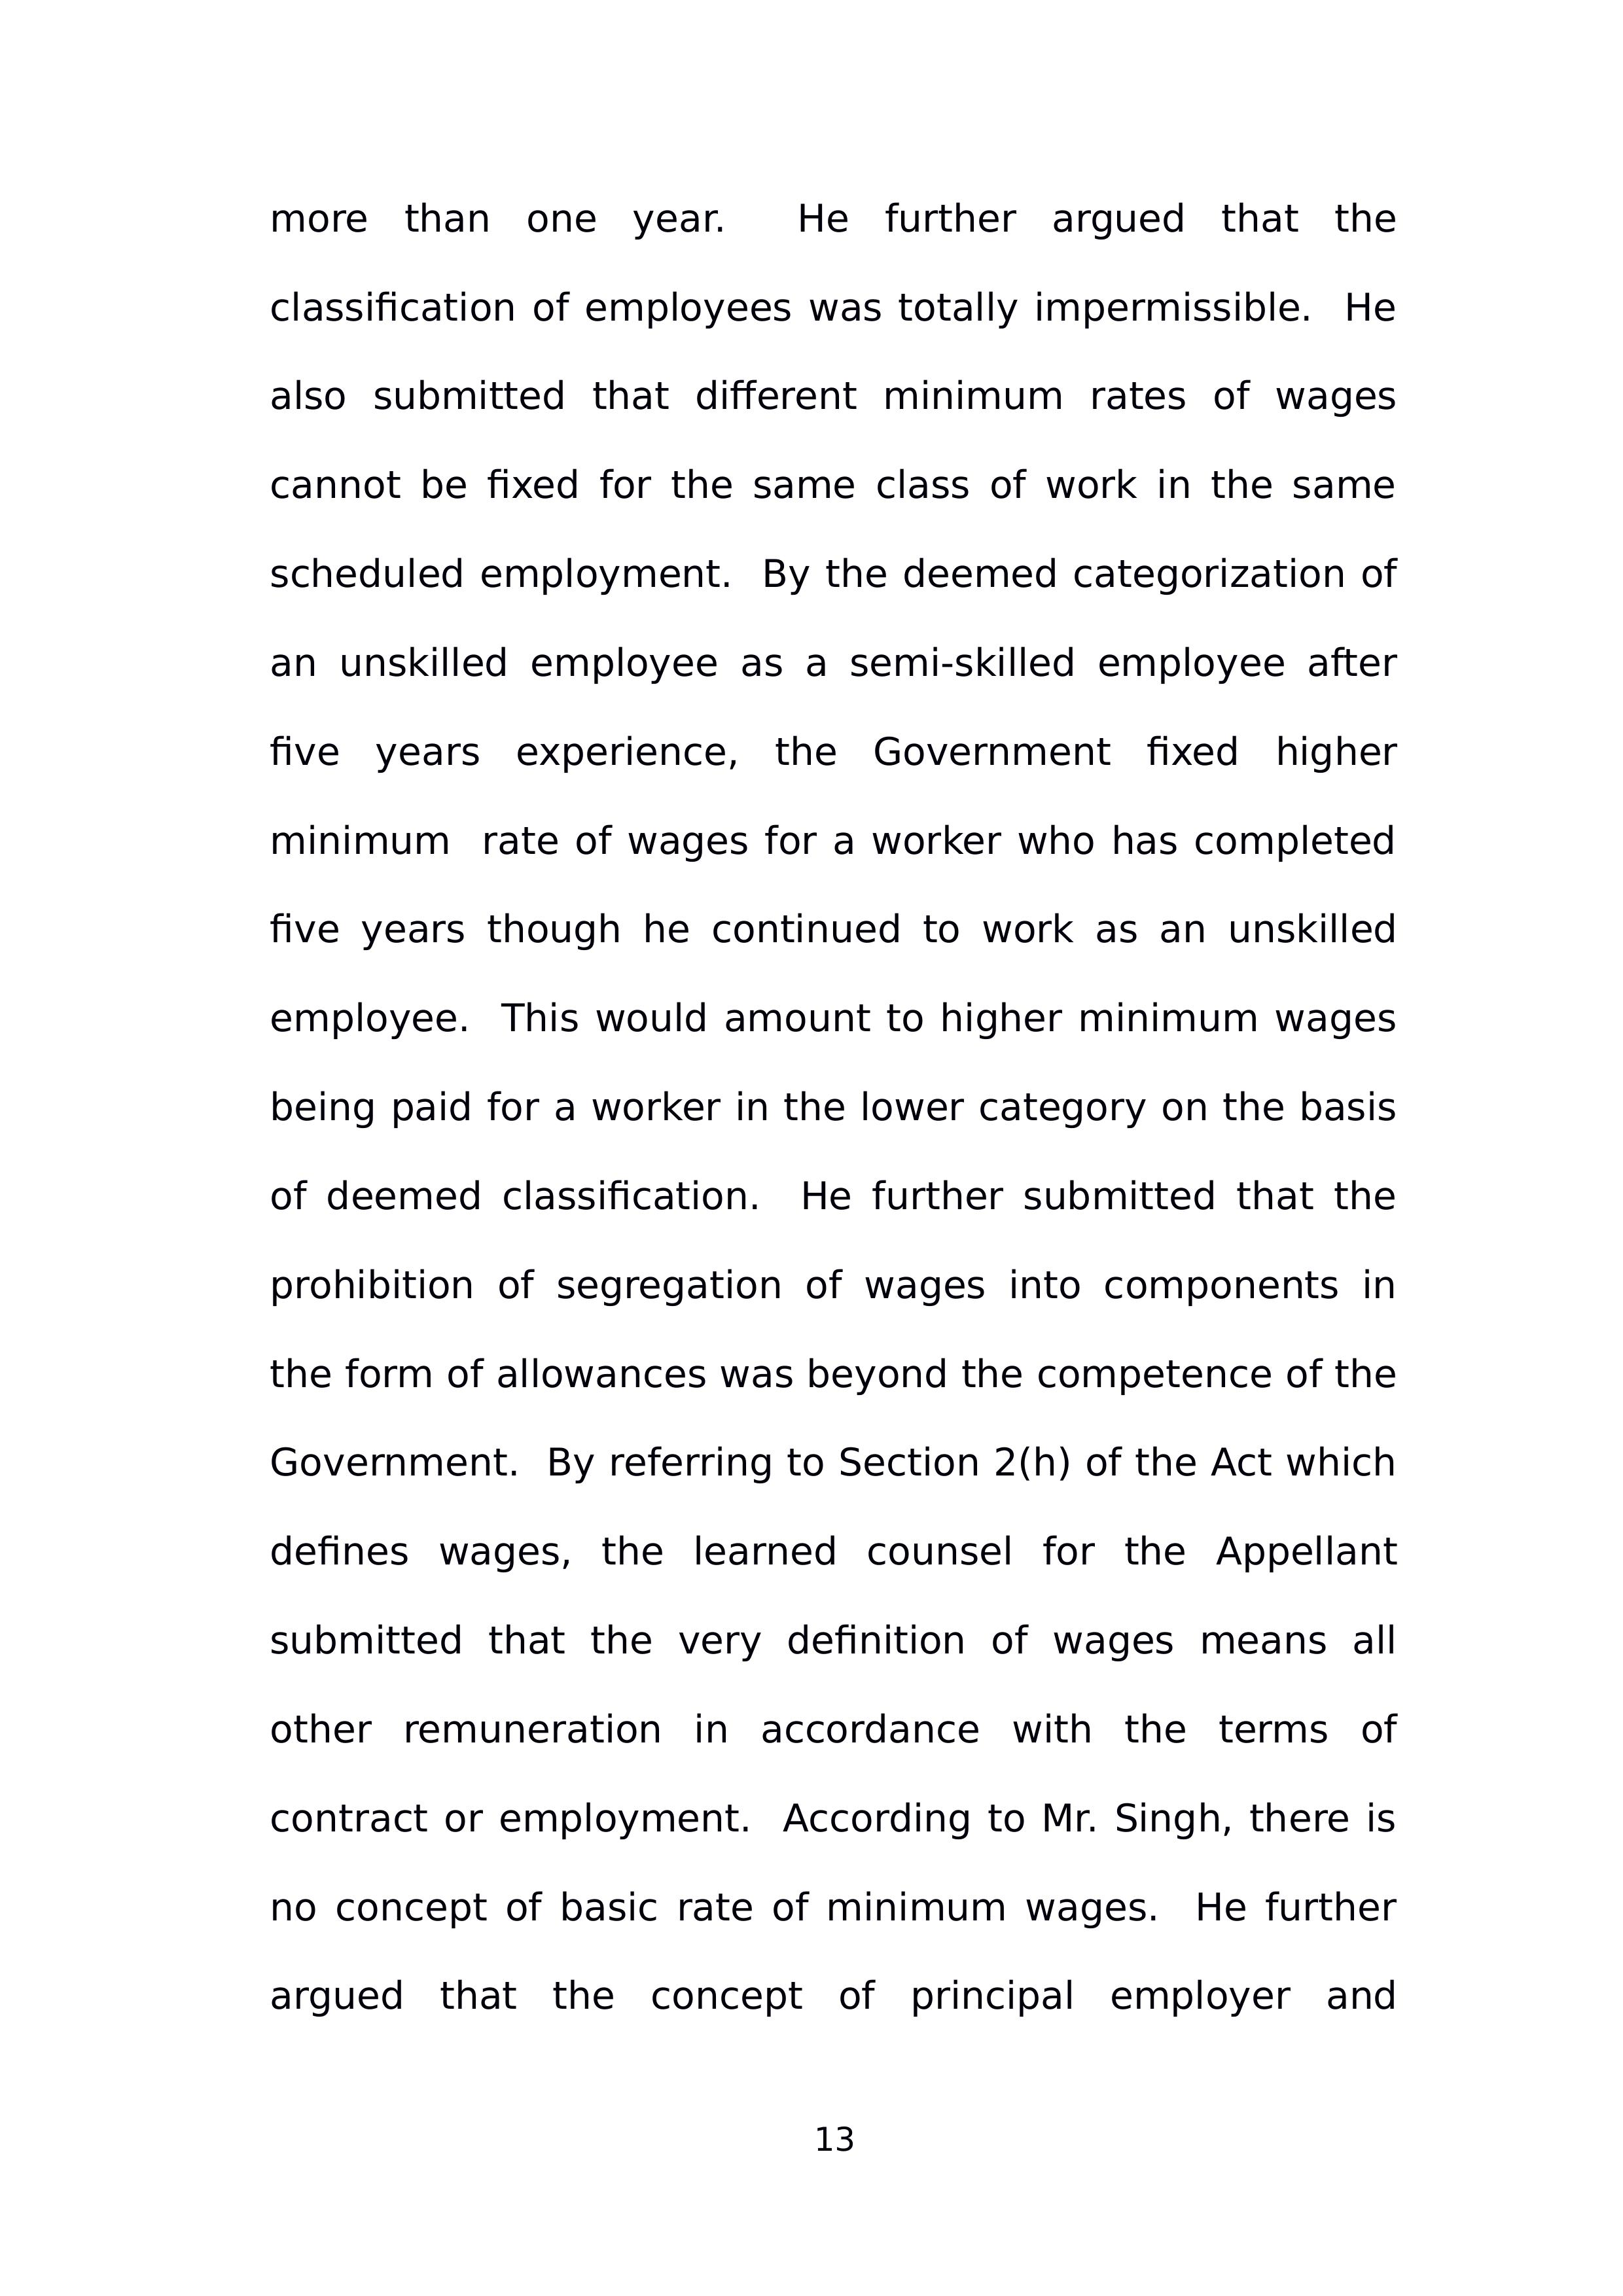 more than one year. He further argued that the
classification of employees was totally impermissible. He
also submitted that different minimum rates of wages
cannot be fixed for the same class of work in the same
scheduled employment. By the deemed categorization of
an unskilled employee as a semi-skilled employee after
five years experience, the Government fixed higher
minimum rate of wages for a worker who has completed
five years though he continued to work as an unskilled
employee. This would amount to higher minimum wages
being paid for a worker in the lower category on the basis
of deemed classification. He further submitted that the
prohibition of segregation of wages into components in
the form of allowances was beyond the competence of the
Government. By referring to Section 2(h) of the Act which
defines wages, the learned counsel for the Appellant
submitted that the very definition of wages means all
other remuneration in accordance with the terms of
contract or employment. According to Mr. Singh, there is
no concept of basic rate of minimum wages. He further
argued that the concept of principal employer and
13